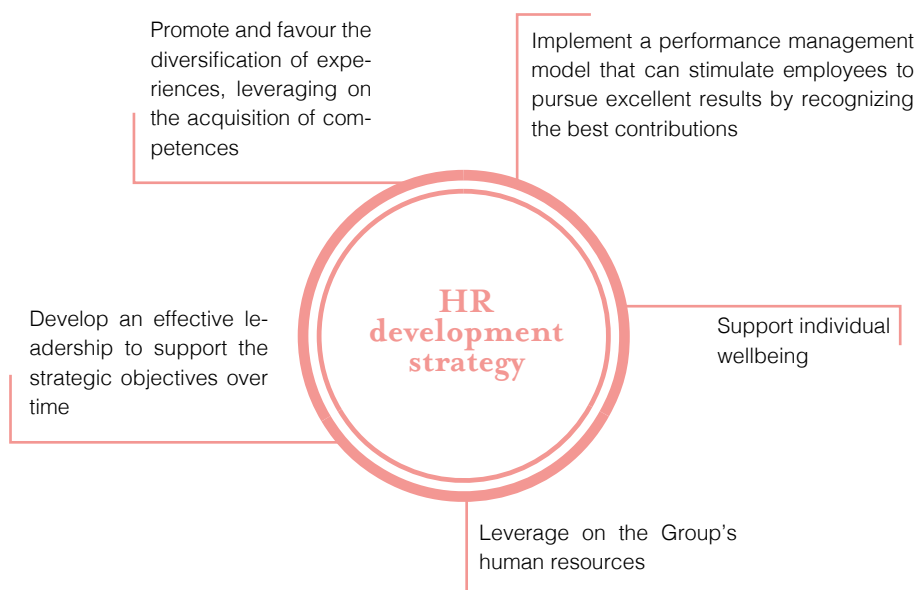 Promote and favour the
diversification of expe-
riences, leveraging on
the acquisition of com-
petences
Implement a performance management
model that can stimulate employees to
pursue excellent results by recognizing
the best contributions
HR
development
strategy
Develop an effective le-
adership to support the
strategic objectives over
time
Support individual
wellbeing
Leverage on the Group's
human resources